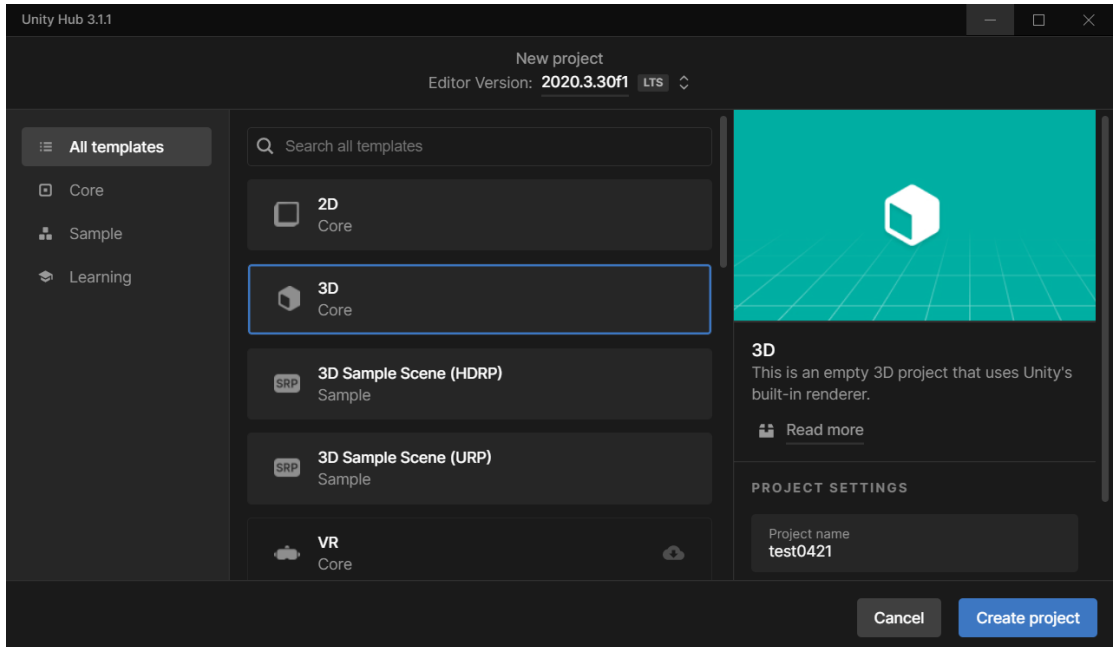 Unity Hub 3.1.1
New project
Editor Version: 2020.3.30f1 LTS
All templates
Core
Sample
Learning
Search all templates
2D
Core
3D
Core
SRP
3D Sample Scene (HDRP)
Sample
SRP
3D Sample Scene (URP)
Sample
VR
Core
3D
This is an empty 3D project that uses Unity's
built-in renderer.
Read more
PROJECT SETTINGS
Project name
test0421
Cancel
Create project